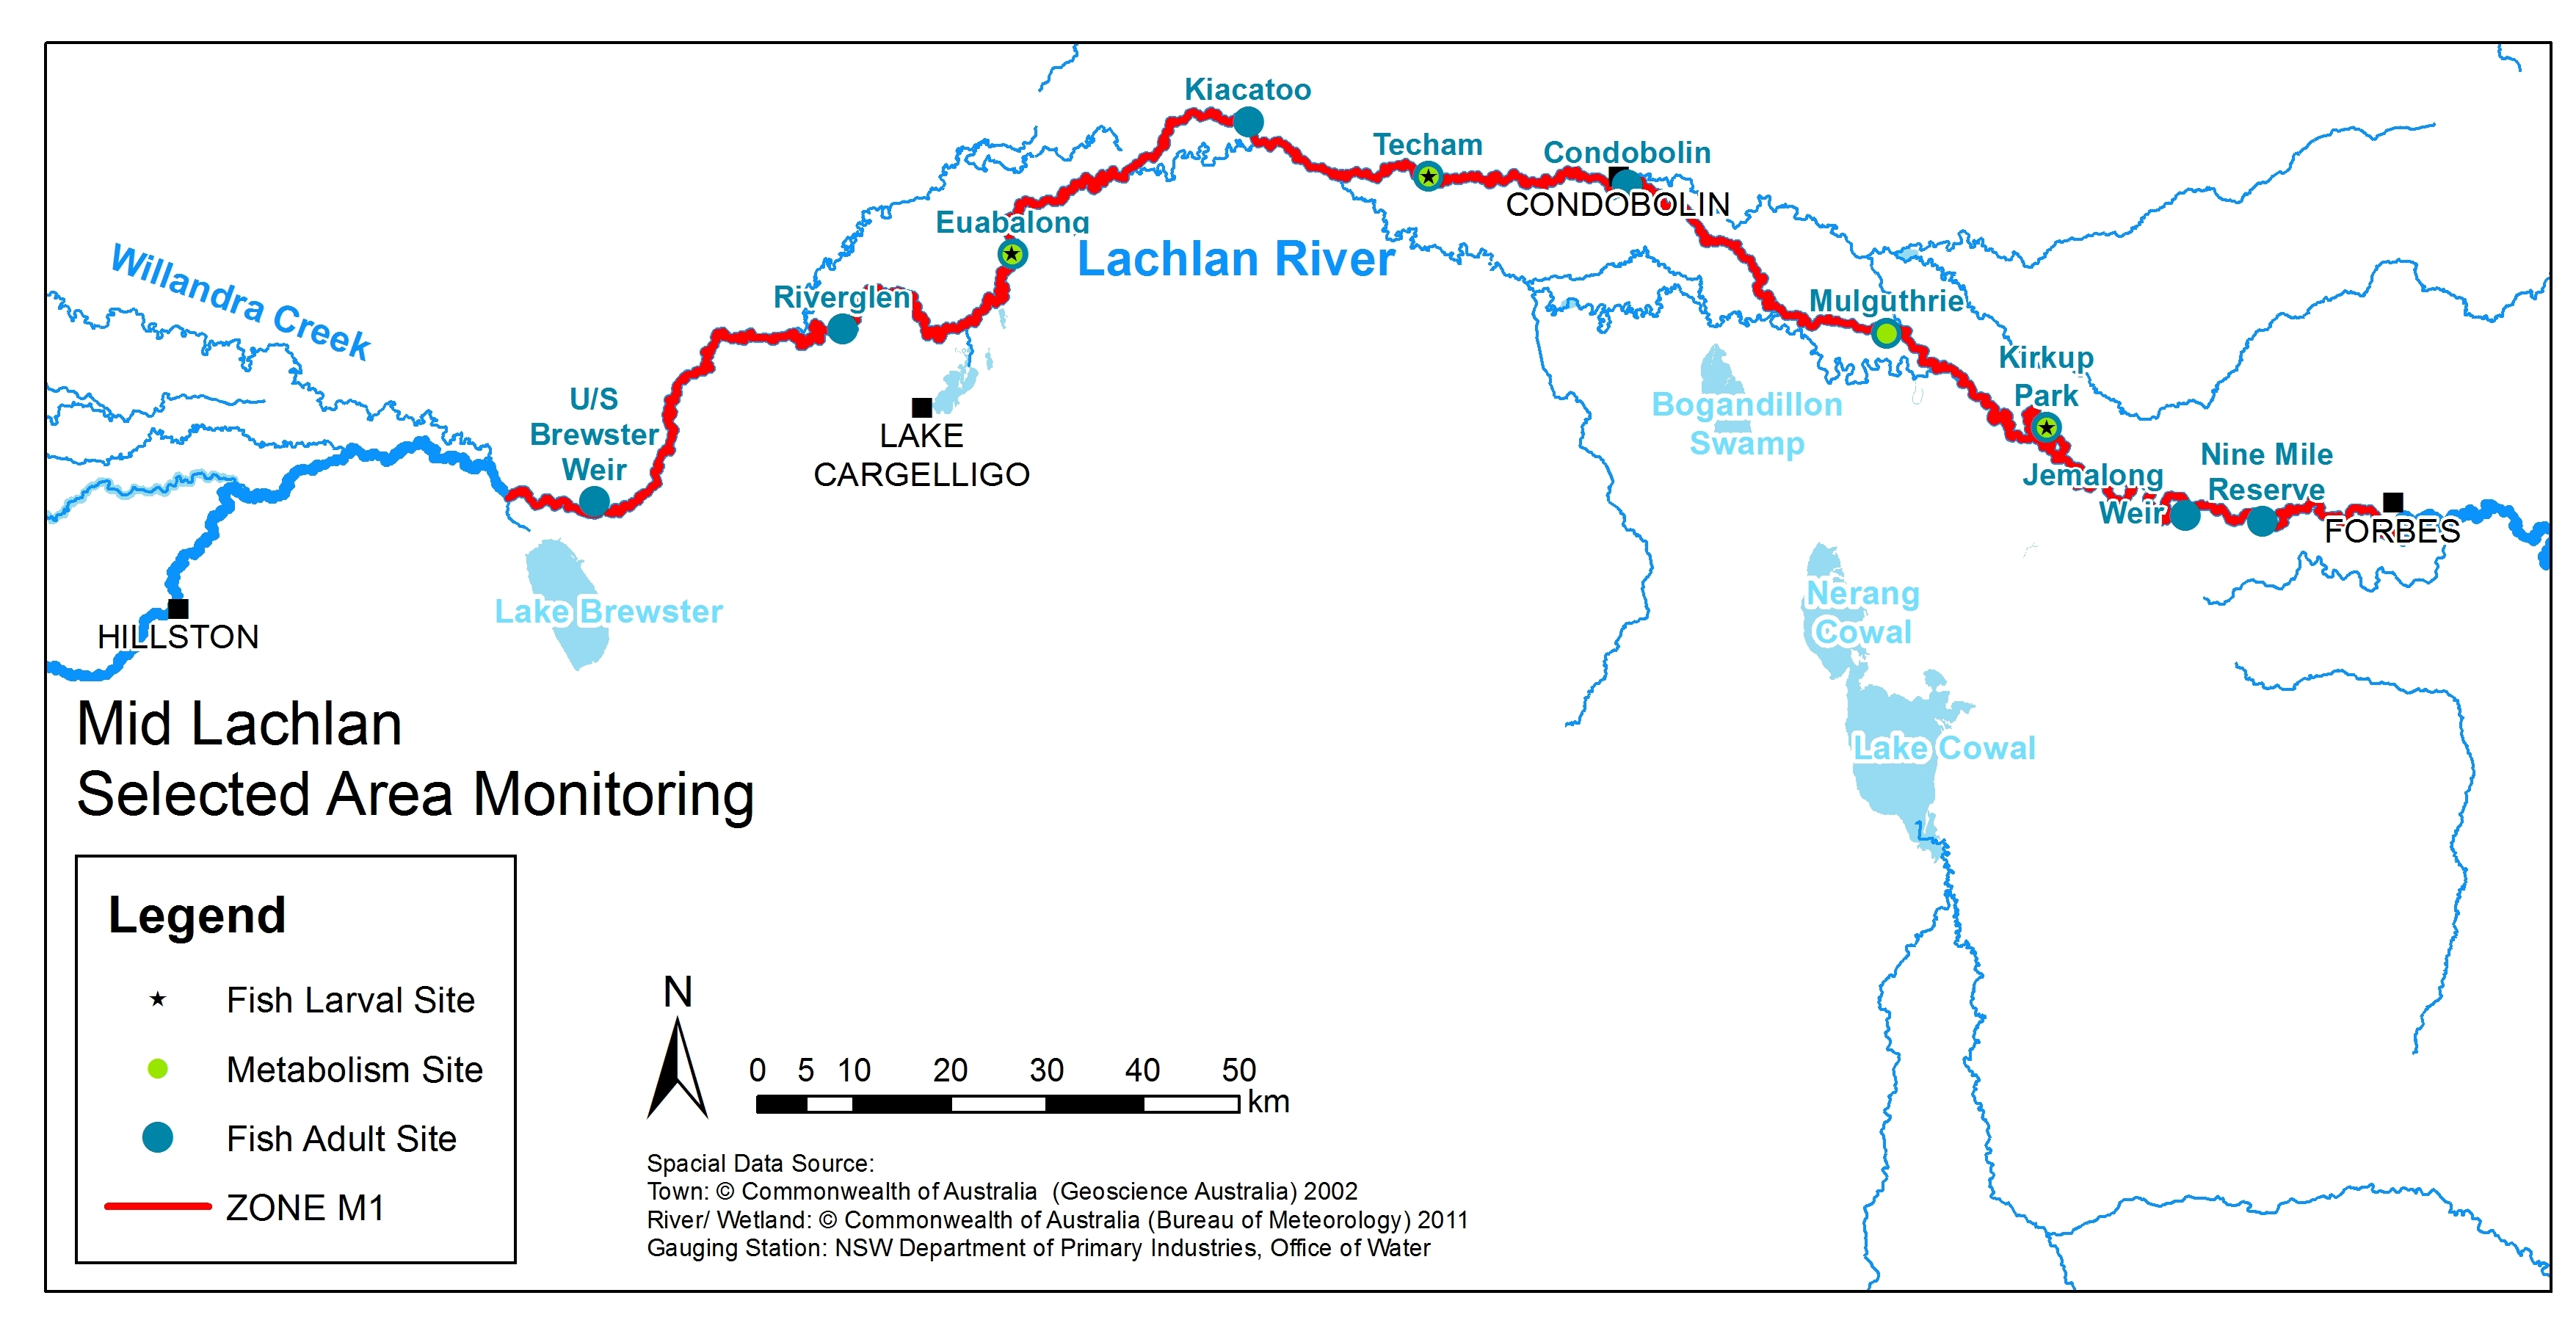 Kiacatoo
Techam
Condobolin
CONDOBOLIN
Euabalong
Lachlan River
Willandra Creek
Riverglen
Mulguthrie
Kirkup
Park
U/S
Brewster
Weir
LAKE
CARGELLIGO
Bogandillon
Swamp
Jemalong
Weir
Nine Mile
Reserve
FORBES
HILLSTON
Lake Brewster
Nerang
Cowal
Lake Cowal
Mid Lachlan
Selected Area Monitoring
Legend
Fish Larval Site
Metabolism Site
Fish Adult Site
ZONE M1
N
0 5 10 20 30 40 50
km
Spacial Data Source:
Town: © Commonwealth of Australia (Geoscience Australia) 2002
River/ Wetland: © Commonwealth of Australia (Bureau of Meteorology) 2011
Gauging Station: NSW Department of Primary Industries, Office of Water